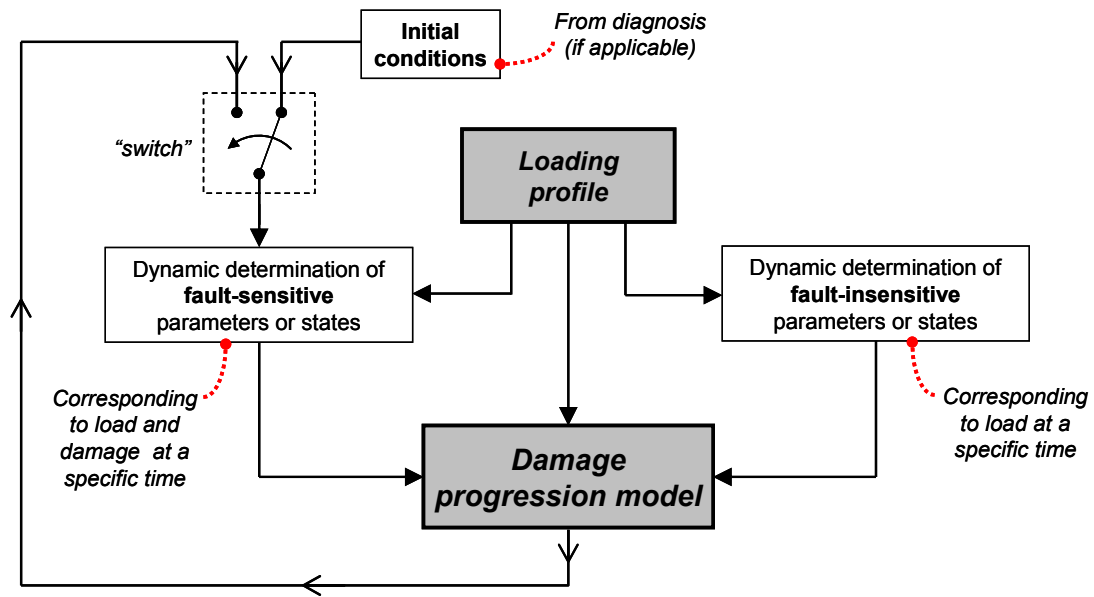 Initial
conditions
From diagnosis
(if applicable)
“switch”
Loading
profile
Dynamic determination of
fault-sensitive
parameters or states
Dynamic determination of
fault-insensitive
parameters or states
Corresponding
to load and
damage at a
specific time
Corresponding
to load at a
specific time
Damage
progression model